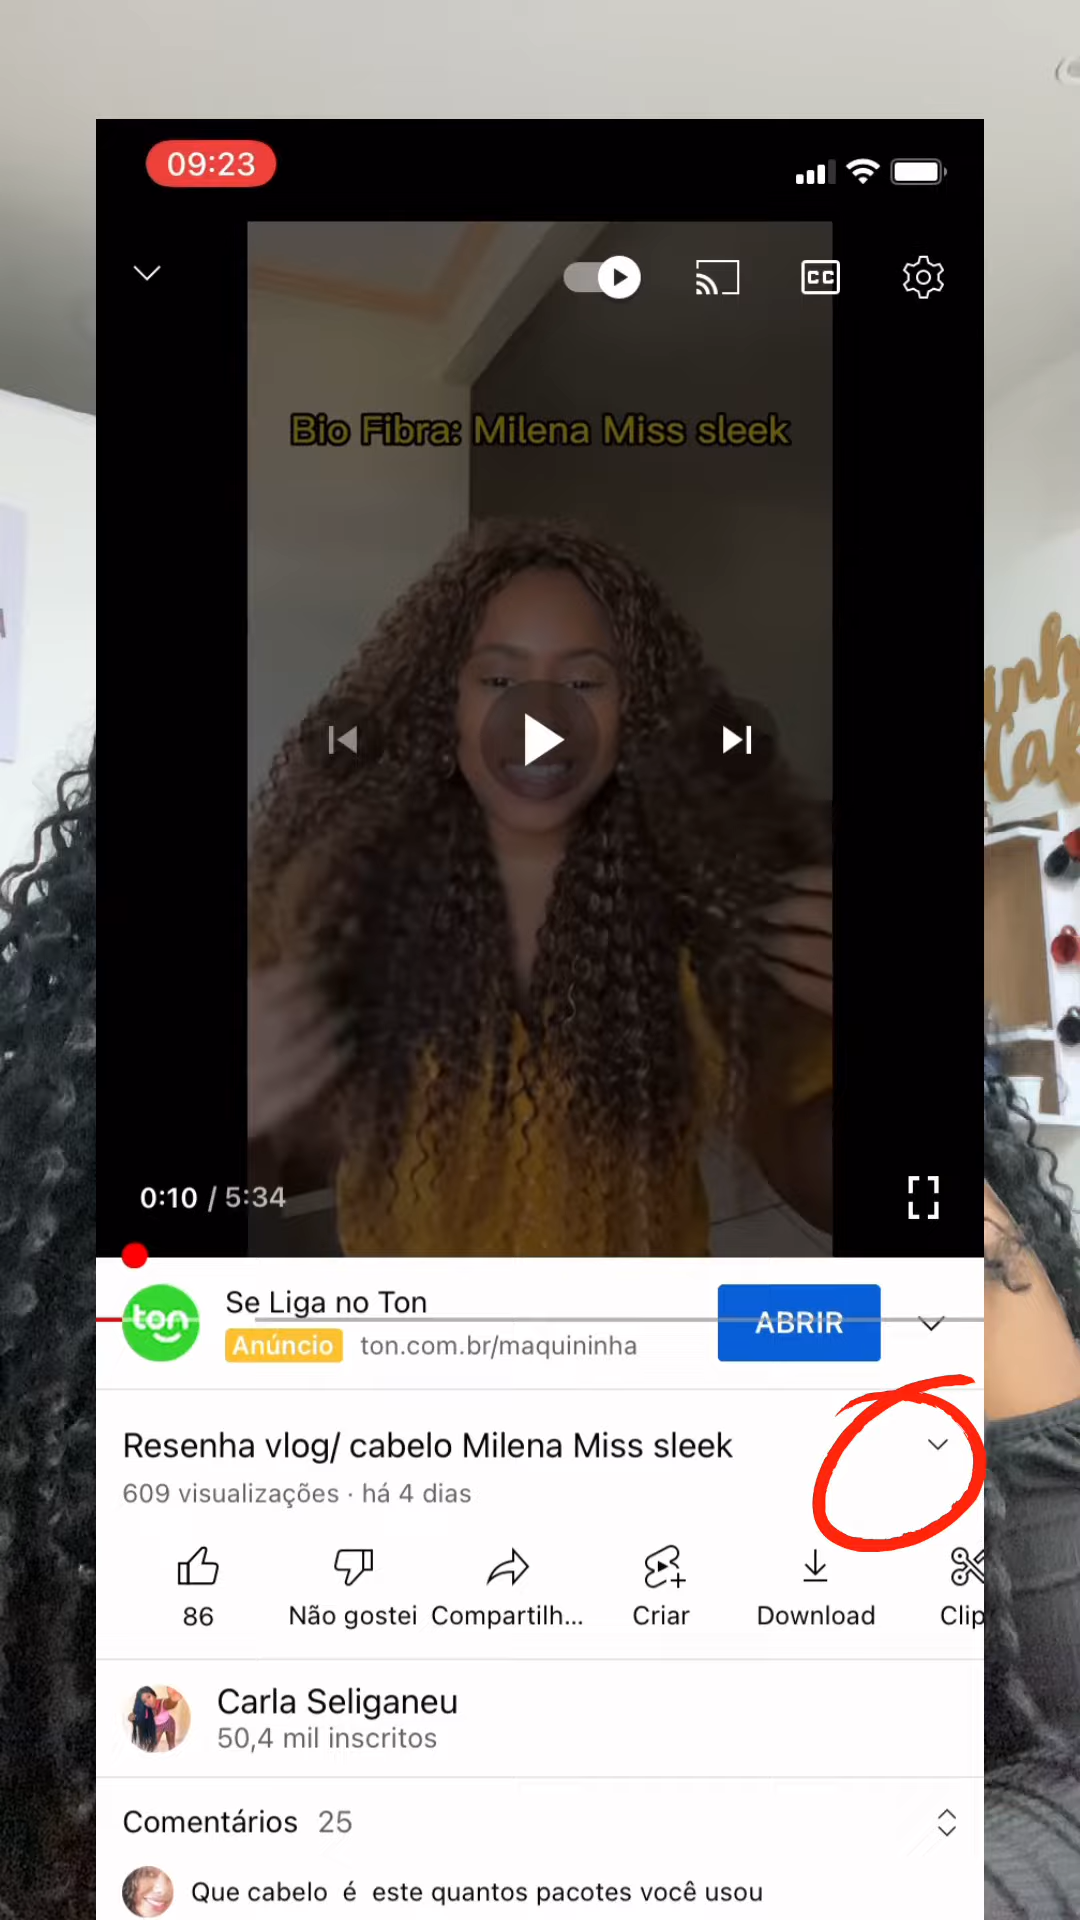 09:23
CC
Bio Fibra: Milena Miss sleek
0:10 / 5:34
ton
Se Liga no Ton
Anúncio ton.com.br/maquininha
ABRIR
Resenha vlog/ cabelo Milena Miss sleek
609 visualizações · há 4 dias
86 Não gostei Compartilh... Criar Download Clip
Carla Seliganeu
50,4 mil inscritos
Comentários 25
Que cabelo é este quantos pacotes você usou